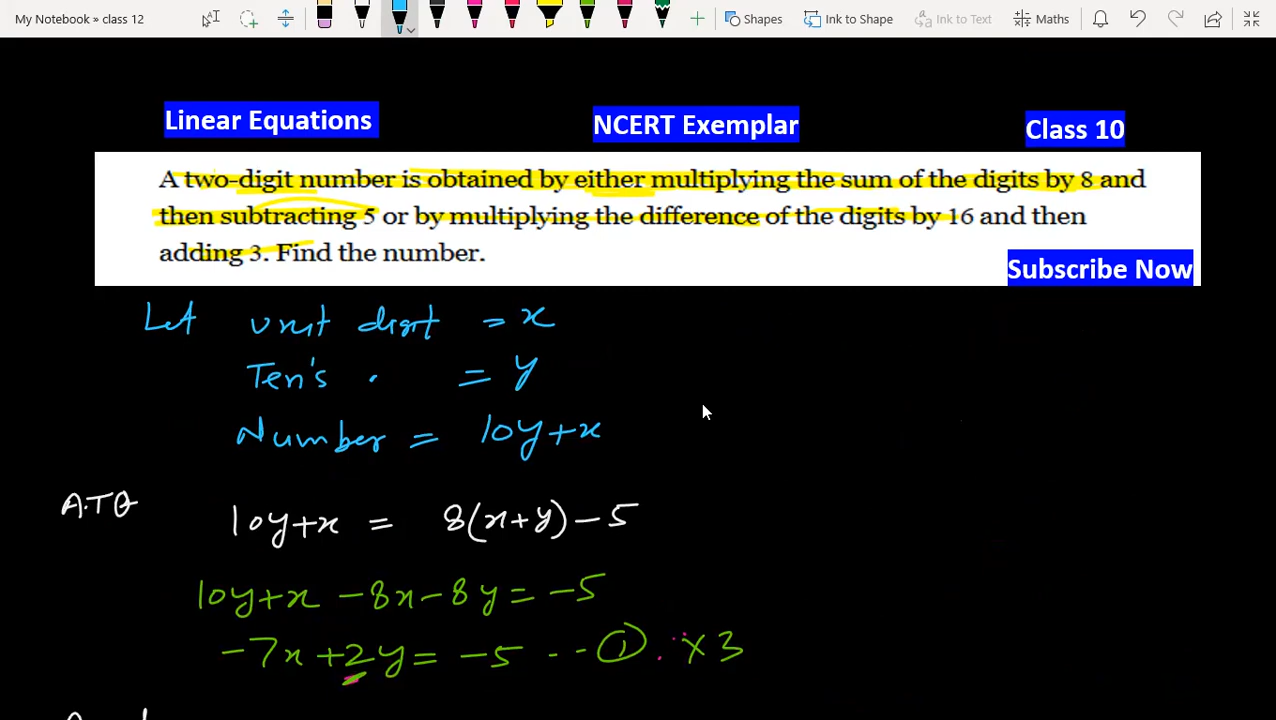 My Notebook » class 12
Shapes
Ink to Shape
Ink to Text
Maths
Linear Equations
NCERT Exemplar
Class 10
A two-digit number is obtained by either multiplying the sum of the digits by 8 and
then subtracting 5 or by multiplying the difference of the digits by 16 and then
adding 3. Find the number.
Subscribe Now
Let unit digit = x
Ten's . = y
Number = 10y+x
A.TQ 10y+x = 8(x+y)-5
10y+x -8x-8y = -5
-7x+2y = -5 --① ×3